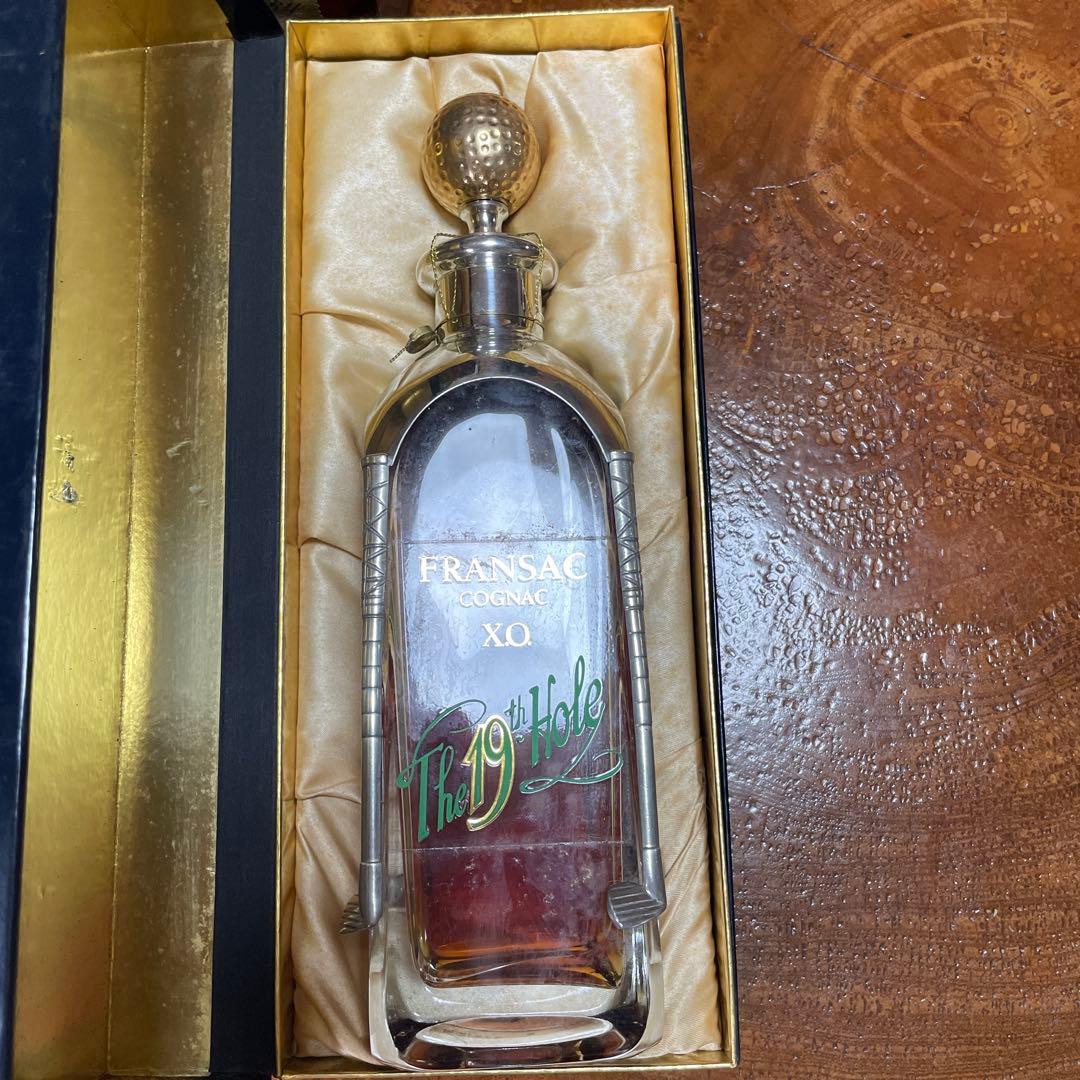 FRANSAC
COGNAC
X.O.
The 19th Hole